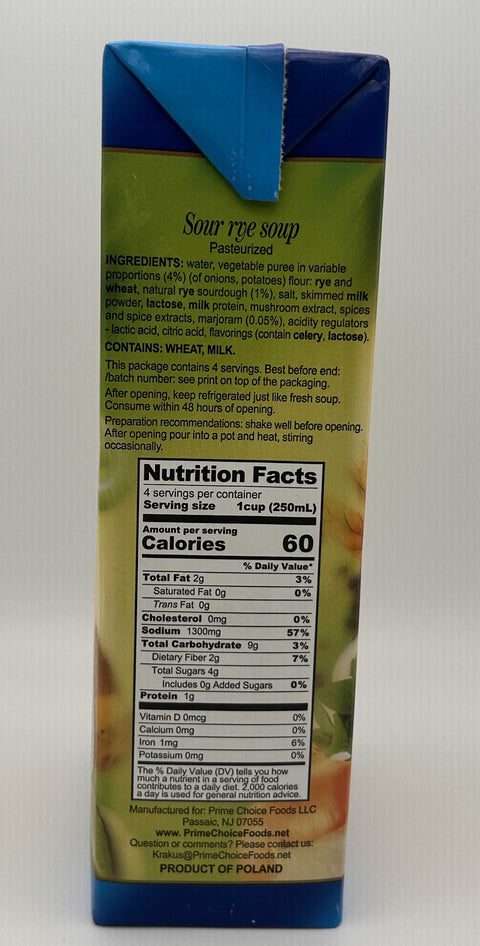 Sour rye soup
Pasteurized
INGREDIENTS: water, vegetable puree in variable
proportions (4%) (of onions, potatoes) flour: rye and
wheat, natural rye sourdough (1%), salt, skimmed milk
powder, lactose, milk protein, mushroom extract, spices
and spice extracts, marjoram (0.05%), acidity regulators
- lactic acid, citric acid, flavorings (contain celery, lactose).
CONTAINS: WHEAT, MILK.
This package contains 4 servings. Best before end:
/batch number: see print on top of the packaging.
After opening, keep refrigerated just like fresh soup.
Consume within 48 hours of opening.
Preparation recommendations: shake well before opening.
After opening pour into a pot and heat, stirring
occasionally.
Nutrition Facts
4 servings per container
Serving size 1cup (250mL)
Amount per serving
Calories 60
% Daily Value*
Total Fat 2g 3%
Saturated Fat 0g 0%
Trans Fat 0g
Cholesterol 0mg 0%
Sodium 1300mg 57%
Total Carbohydrate 9g 3%
Dietary Fiber 2g 7%
Total Sugars 4g
Includes 0g Added Sugars 0%
Protein 1g
Vitamin D 0mcg 0%
Calcium 0mg 0%
Iron 1mg 6%
Potassium 0mg 0%
The % Daily Value (DV) tells you how
much a nutrient in a serving of food
contributes to a daily diet. 2,000 calories
a day is used for general nutrition advice.
Manufactured for: Prime Choice Foods LLC
Passaic, NJ 07055
www. PrimeChoiceFoods.net
Question or comments? Please contact us:
Krakus@PrimeChoiceFoods.net
PRODUCT OF POLAND